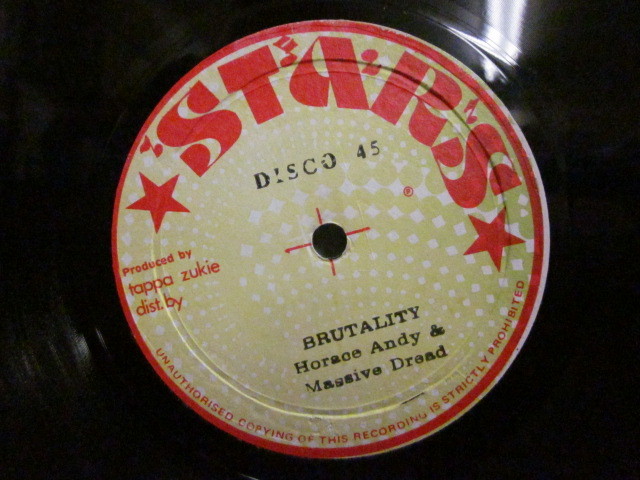 STARS
DISCO 45
®
Produced by
tappa zukie
dist. by
BRUTALITY
Horace Andy &
Massive Dread
UNAUTHORISED COPYING OF THIS RECORDING IS STRICTLY PROHIBITED